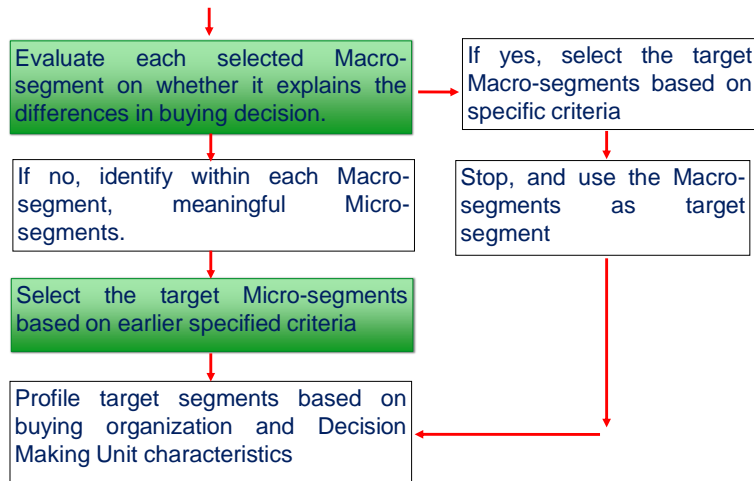 Evaluate each selected Macro-
segment on whether it explains the
differences in buying decision.
If yes, select the target
Macro-segments based on
specific criteria
If no, identify within each Macro-
segment, meaningful Micro-
segments.
Stop, and use the Macro-
segments as target
segment
Select the target Micro-segments
based on earlier specified criteria
Profile target segments based on
buying organization and Decision
Making Unit characteristics